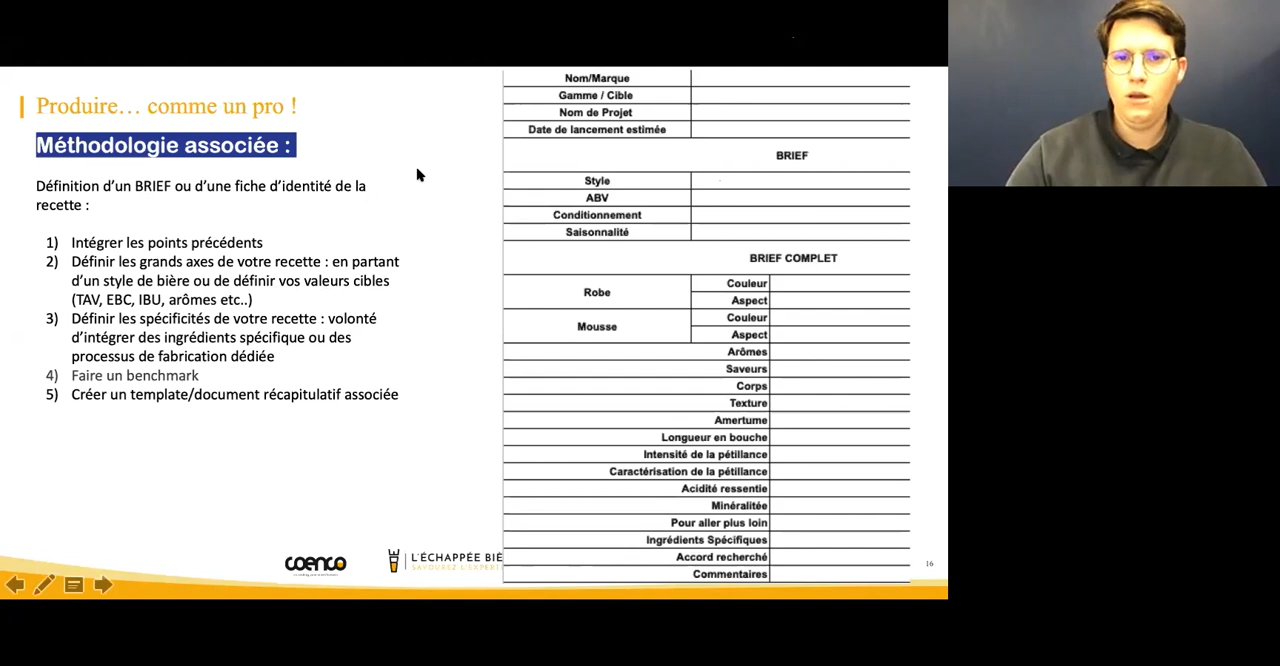 Produire… comme un pro !
Méthodologie associée :
Définition d'un BRIEF ou d'une fiche d'identité de la
recette :
1) Intégrer les points précédents
2) Définir les grands axes de votre recette : en partant
d'un style de bière ou de définir vos valeurs cibles
(TAV, EBC, IBU, arômes etc..)
3) Définir les spécificités de votre recette : volonté
d'intégrer des ingrédients spécifique ou des
processus de fabrication dédiée
4) Faire un benchmark
5) Créer un template/document récapitulatif associée
Nom/Marque
Gamme / Cible
Nom de Projet
Date de lancement estimée
BRIEF
Style
ABV
Conditionnement
Saisonnalité
BRIEF COMPLET
Robe
Couleur
Aspect
Mousse
Couleur
Aspect
Arômes
Saveurs
Corps
Texture
Amertume
Longueur en bouche
Intensité de la pétillance
Caractérisation de la pétillance
Acidité ressentie
Minéralitée
Pour aller plus loin
Ingrédients Spécifiques
Accord recherché
Commentaires
coenco
L'ÉCHAPPÉE BIÈ
SAVOUREZ L'EXPER
16